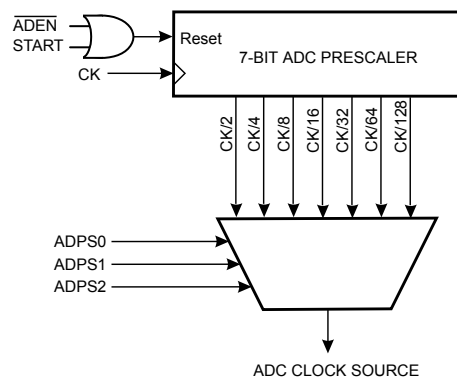 ADEN
START
Reset
7-BIT ADC PRESCALER
CK
CK/2
CK/4
CK/8
CK/16
CK/32
CK/64
CK/128
ADPS0
ADPS1
ADPS2
ADC CLOCK SOURCE